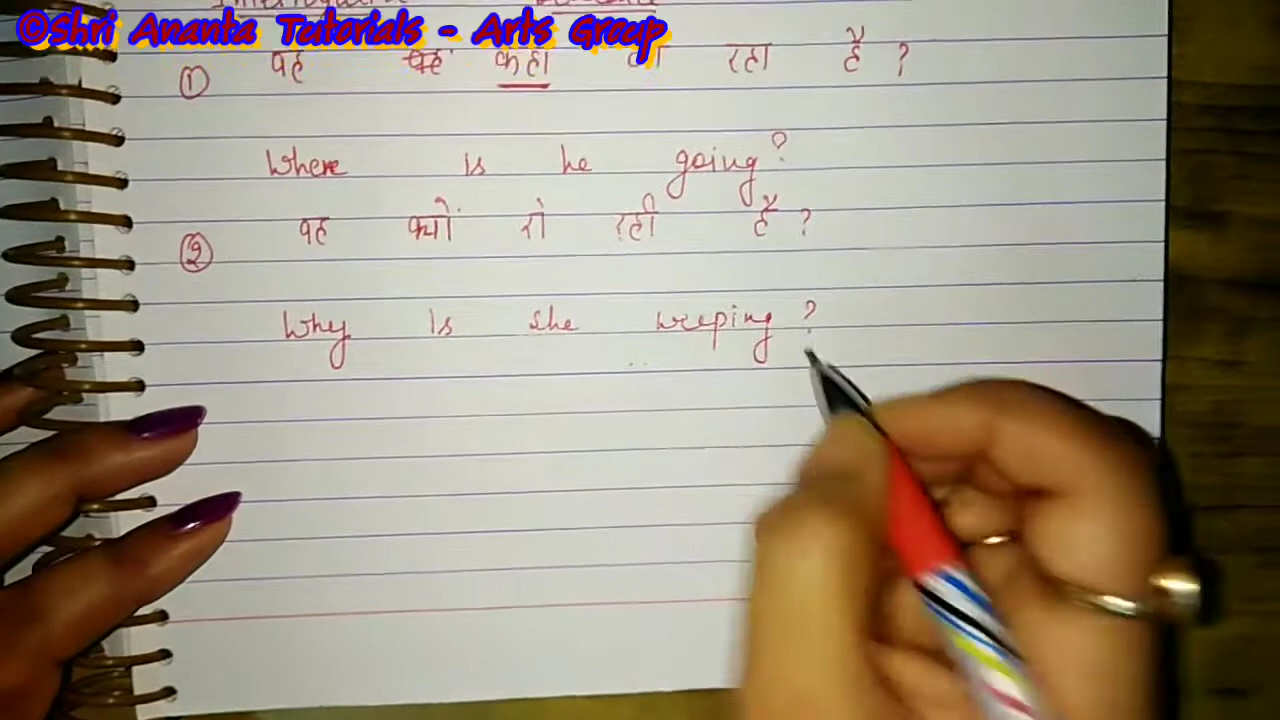 ©Shri Ananta Tutorials - Arts Group
① वह कहा रहा है ?
Where is he going?
② वह क्यों रो रही है ?
Why is she weeping ?